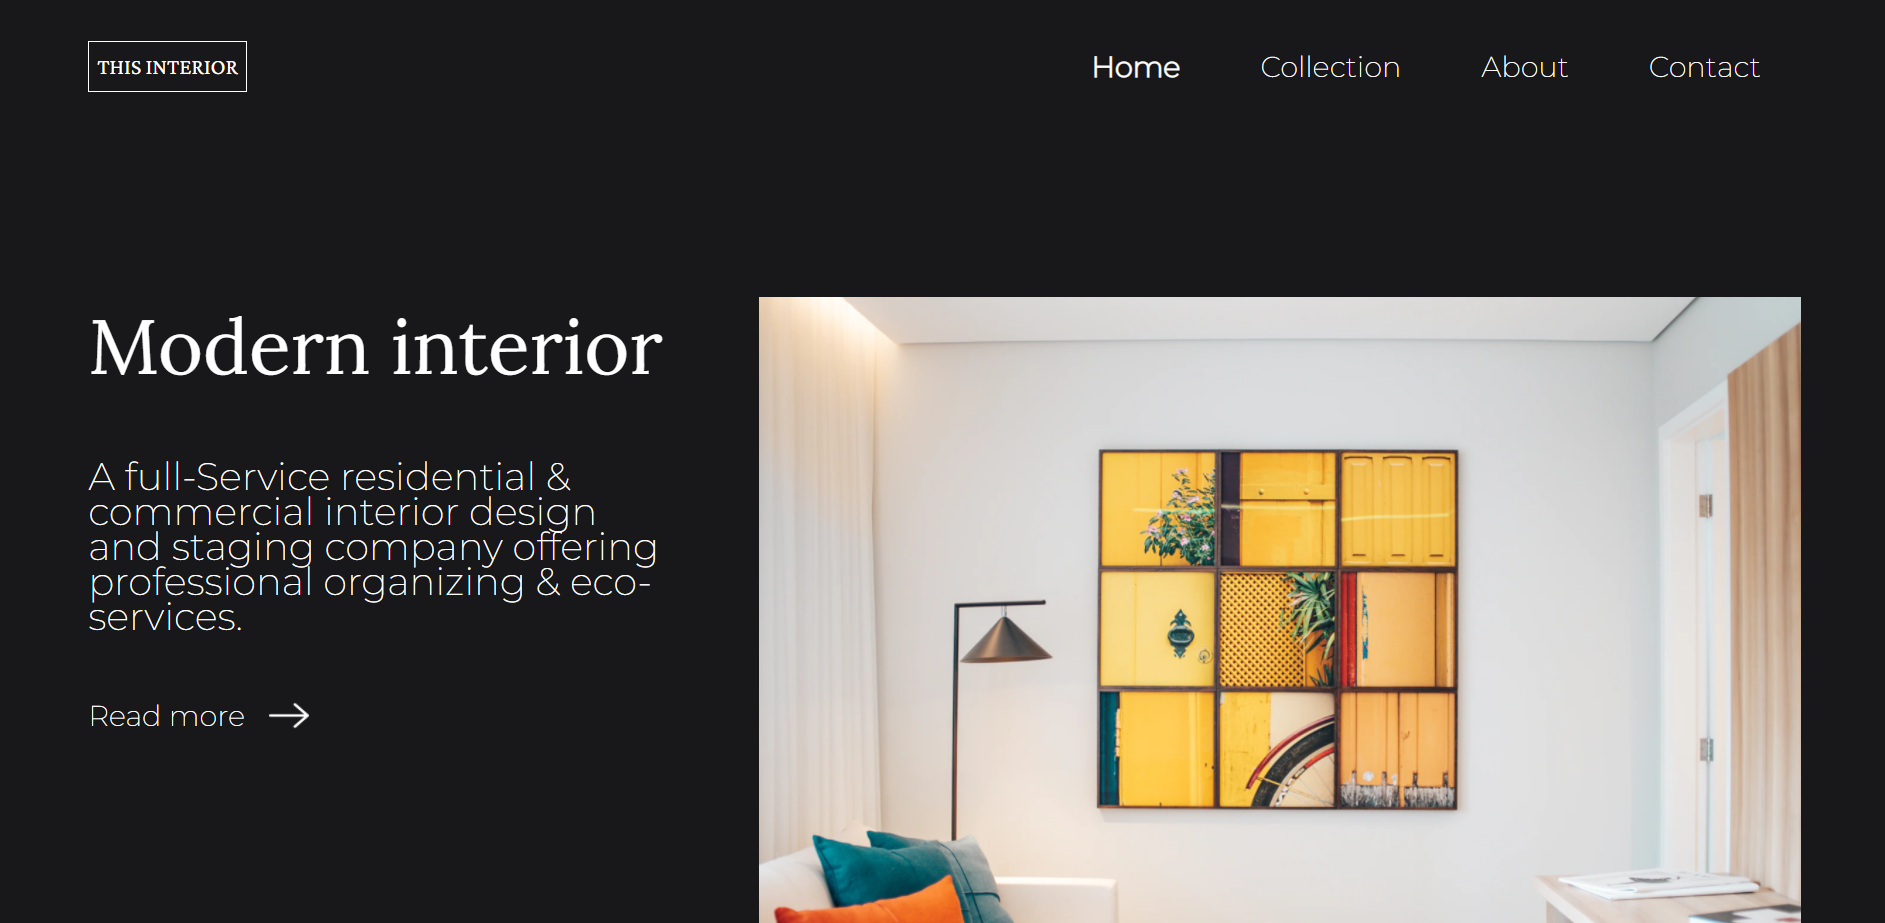 THIS INTERIOR
Home Collection About Contact
Modern interior
A full-Service residential &
commercial interior design
and staging company offering
professional organizing & eco-
services.
Read more